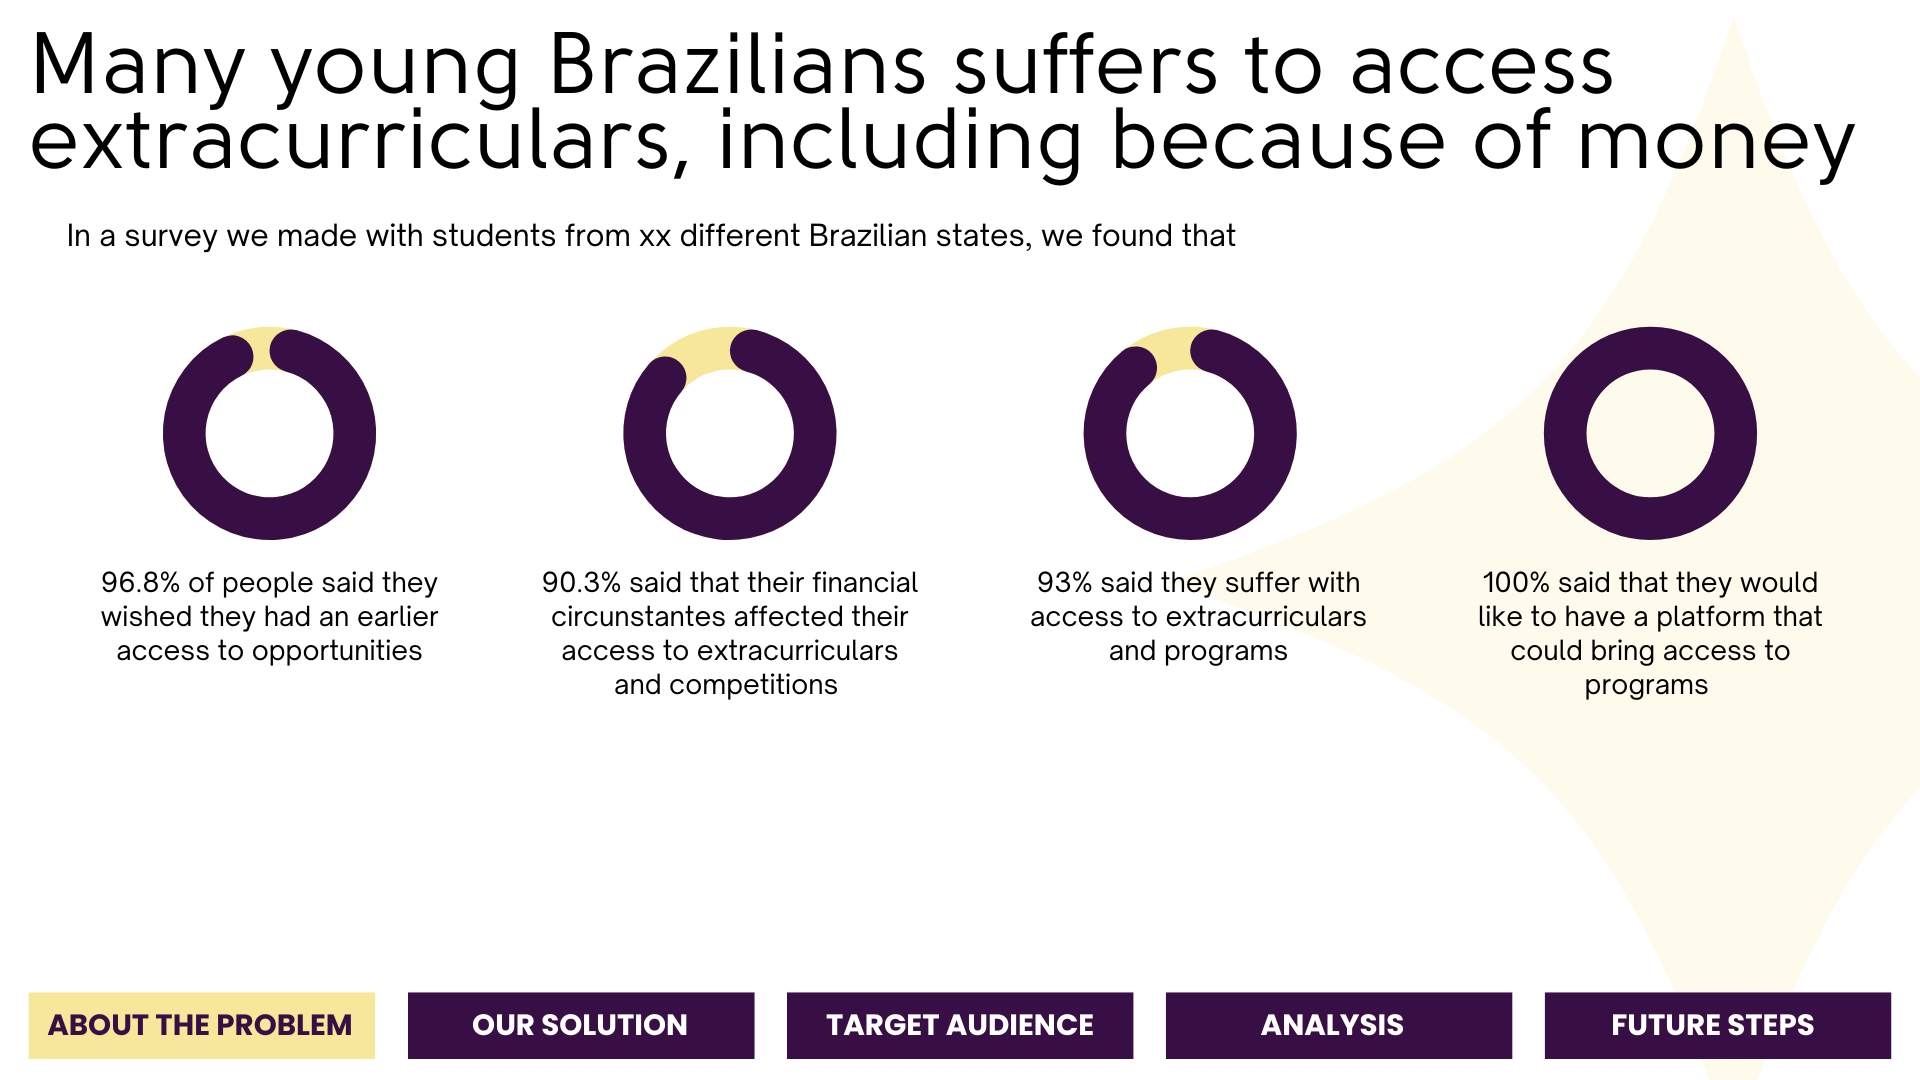 Many young Brazilians suffers to access
extracurriculars, including because of money
In a survey we made with students from xx different Brazilian states, we found that
96.8% of people said they
wished they had an earlier
access to opportunities
90.3% said that their financial
circunstantes affected their
access to extracurriculars
and competitions
93% said they suffer with
access to extracurriculars
and programs
100% said that they would
like to have a platform that
could bring access to
programs
ABOUT THE PROBLEM
OUR SOLUTION
TARGET AUDIENCE
ANALYSIS
FUTURE STEPS